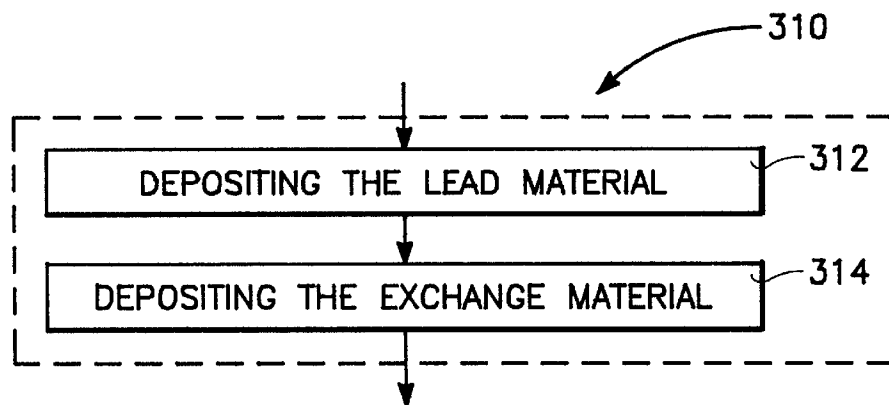 310
DEPOSITING THE LEAD MATERIAL
312
DEPOSITING THE EXCHANGE MATERIAL
314